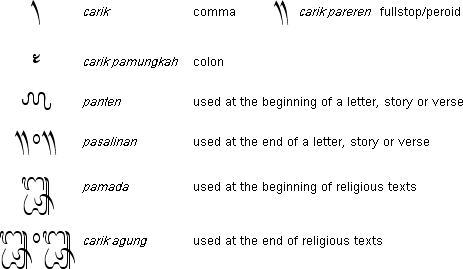 ᭞ carik comma ᭟ carik pareren fullstop/peroid
᭝ carik pamungkah colon
᭚ panten used at the beginning of a letter, story or verse
᭟᭜᭟ pasalinan used at the end of a letter, story or verse
᭛ pamada used at the beginning of religious texts
᭛᭜᭛ carik agung used at the end of religious texts